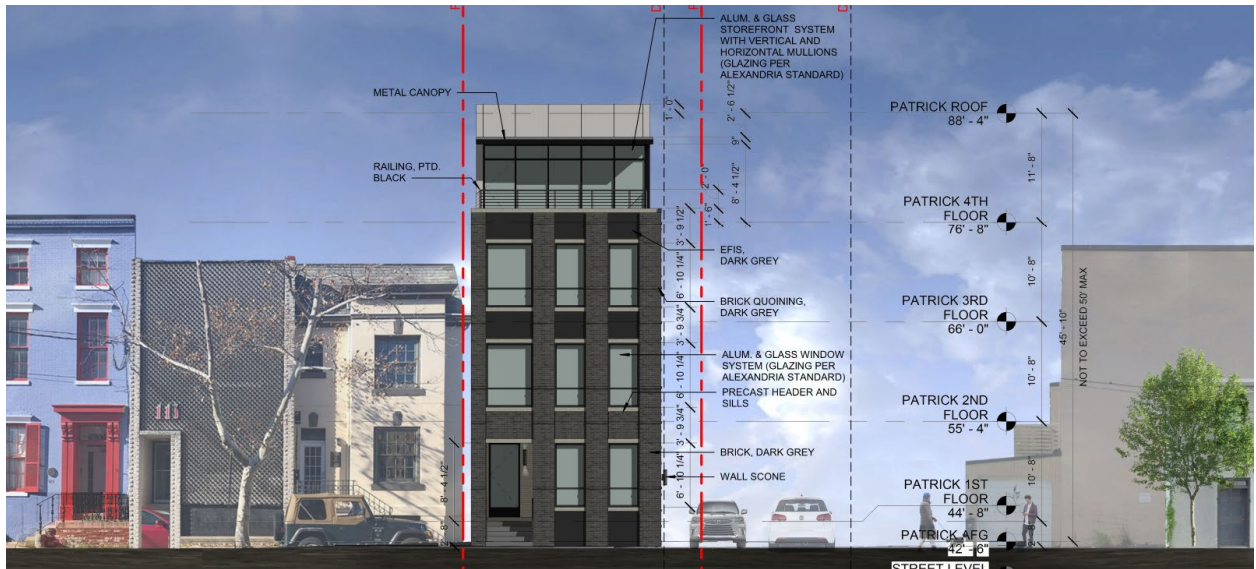 ALUM. & GLASS
STOREFRONT SYSTEM
WITH VERTICAL AND
HORIZONTAL MULLIONS
(GLAZING PER
ALEXANDRIA STANDARD)
METAL CANOPY
RAILING, PTD.
BLACK
1' - 0"
2' - 6 1/2"
9"
2' - 0"
8' - 4 1/2"
1' - 6"
3' - 9 1/2"
EFIS,
DARK GREY
6' - 10 1/4"
BRICK QUOINING,
DARK GREY
3' - 9 3/4"
ALUM. & GLASS WINDOW
SYSTEM (GLAZING PER
ALEXANDRIA STANDARD)
6' - 10 1/4"
PRECAST HEADER AND
SILLS
3' - 9 3/4"
BRICK, DARK GREY
WALL SCONE
6' - 10 1/4"
8' - 4 1/2"
113
PATRICK ROOF
88' - 4"
11' - 8"
PATRICK 4TH
FLOOR
76' - 8"
10' - 8"
PATRICK 3RD
FLOOR
66' - 0"
45' - 10"
NOT TO EXCEED 50' MAX
10' - 8"
PATRICK 2ND
FLOOR
55' - 4"
10' - 8"
PATRICK 1ST
FLOOR
44' - 8"
PATRICK AFG
42' - 6"
STREET LEVEL